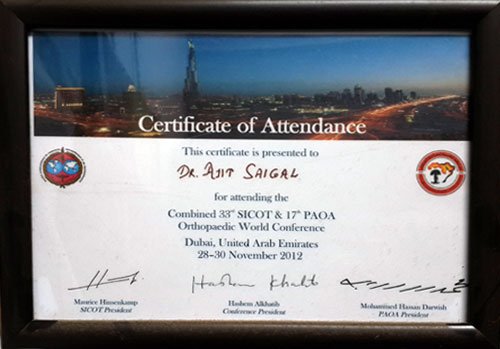 Certificate of Attendance
This certificate is presented to
DR. AJIT SAIGAL
for attending the
Combined 33rd SICOT & 17th PAOA
Orthopaedic World Conference
Dubai, United Arab Emirates
28-30 November 2012
Hashem Khatib
Maurice Hinsenkamp
SICOT President
Hashem Alkhatib
Conference President
Mohammed Hassan Darwish
PAOA President